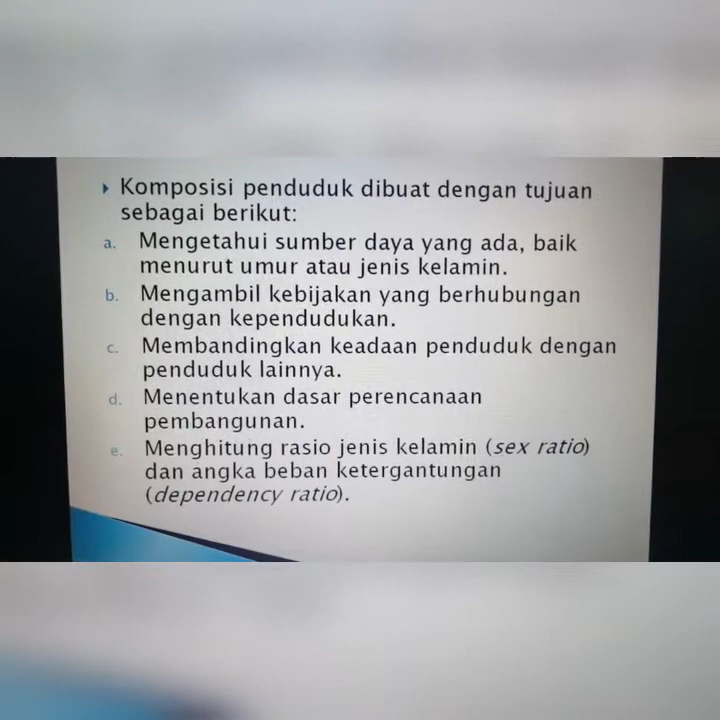 Komposisi penduduk dibuat dengan tujuan
sebagai berikut:
a. Mengetahui sumber daya yang ada, baik
menurut umur atau jenis kelamin.
b. Mengambil kebijakan yang berhubungan
dengan kependudukan.
c. Membandingkan keadaan penduduk dengan
penduduk lainnya.
d. Menentukan dasar perencanaan
pembangunan.
e. Menghitung rasio jenis kelamin (sex ratio)
dan angka beban ketergantungan
(dependency ratio).